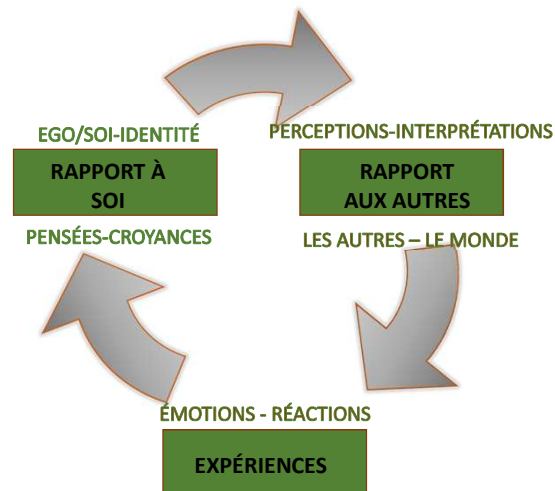 EGO/SOI-IDENTITÉ
RAPPORT À
SOI
PENSÉES-CROYANCES
PERCEPTIONS-INTERPRÉTATIONS
RAPPORT
AUX AUTRES
LES AUTRES – LE MONDE
ÉMOTIONS - RÉACTIONS
EXPÉRIENCES